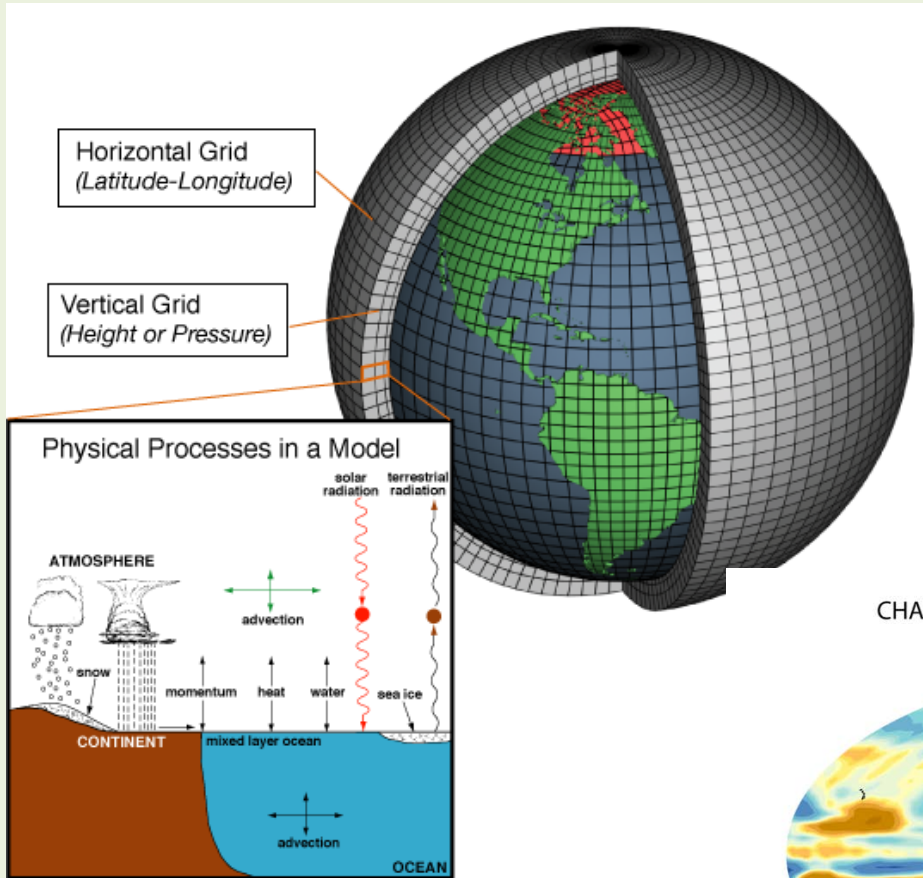 Horizontal Grid
(Latitude-Longitude)
Vertical Grid
(Height or Pressure)
Physical Processes in a Model
solar
radiation
terrestrial
radiation
ATMOSPHERE
advection
snow
momentum
heat
water
sea ice
CONTINENT
mixed layer ocean
advection
OCEAN
CHA